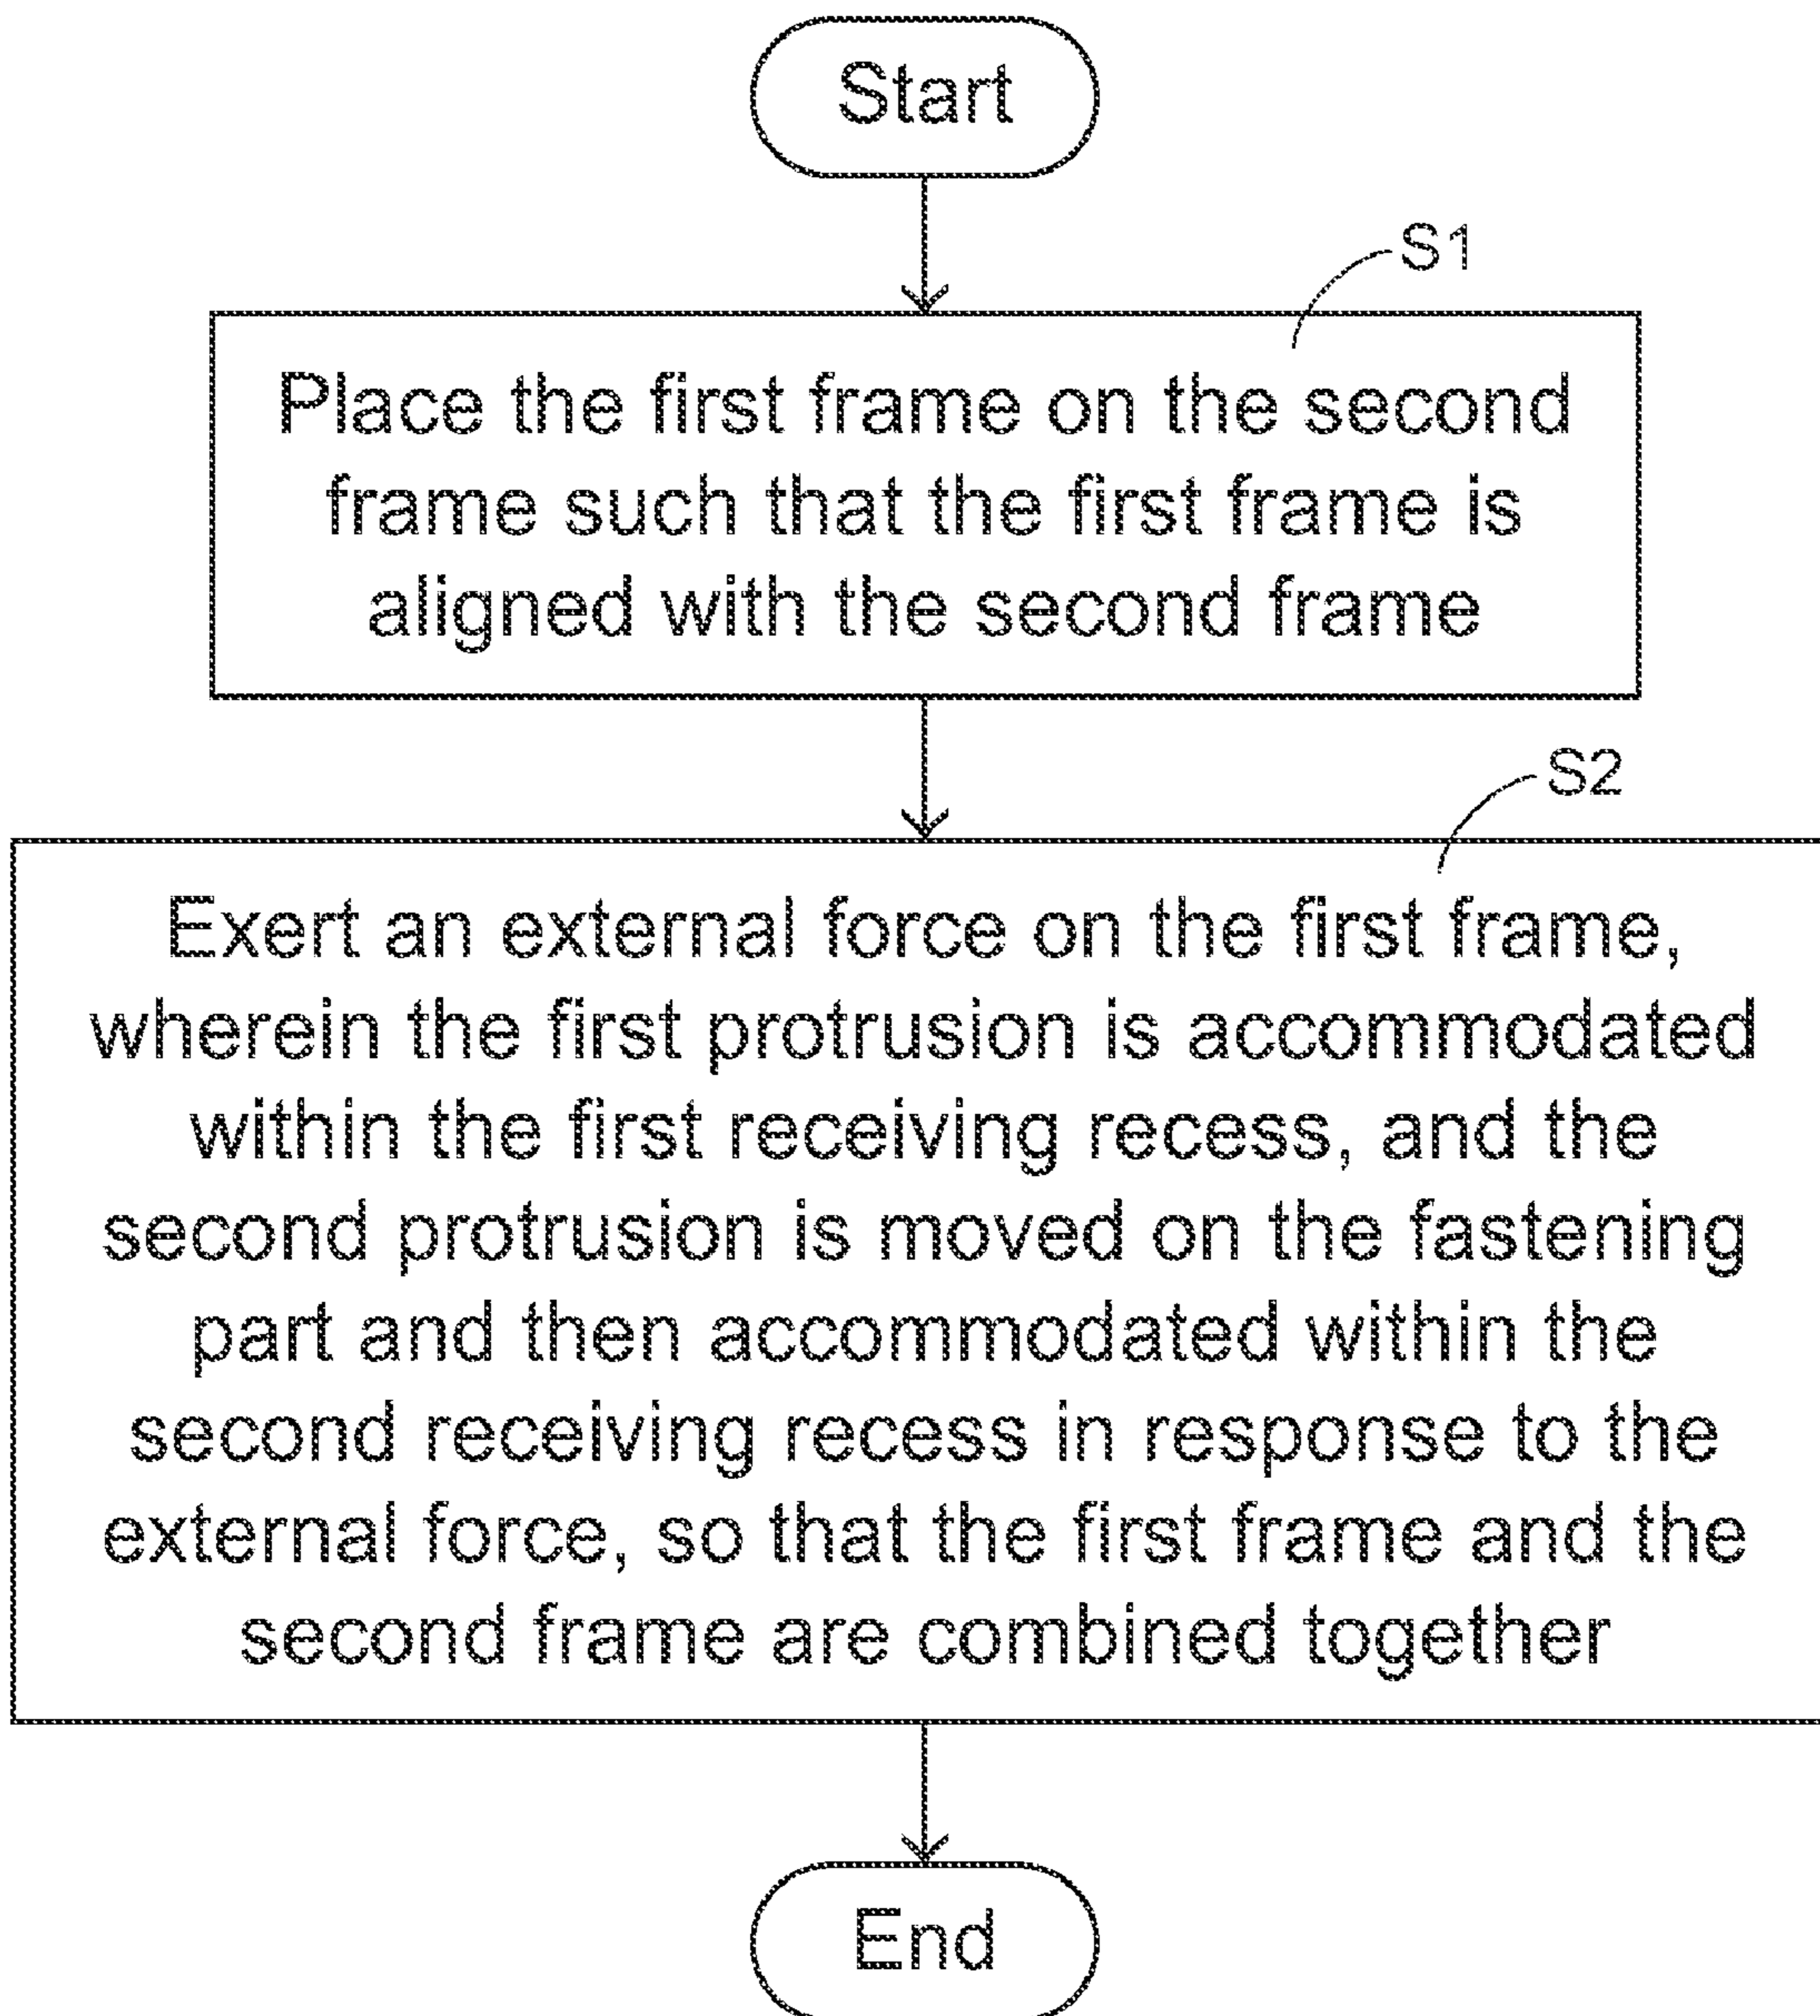 Start
S1
Place the first frame on the second
frame such that the first frame is
aligned with the second frame
S2
Exert an external force on the first frame,
wherein the first protrusion is accommodated
within the first receiving recess, and the
second protrusion is moved on the fastening
part and then accommodated within the
second receiving recess in response to the
external force, so that the first frame and the
second frame are combined together
End